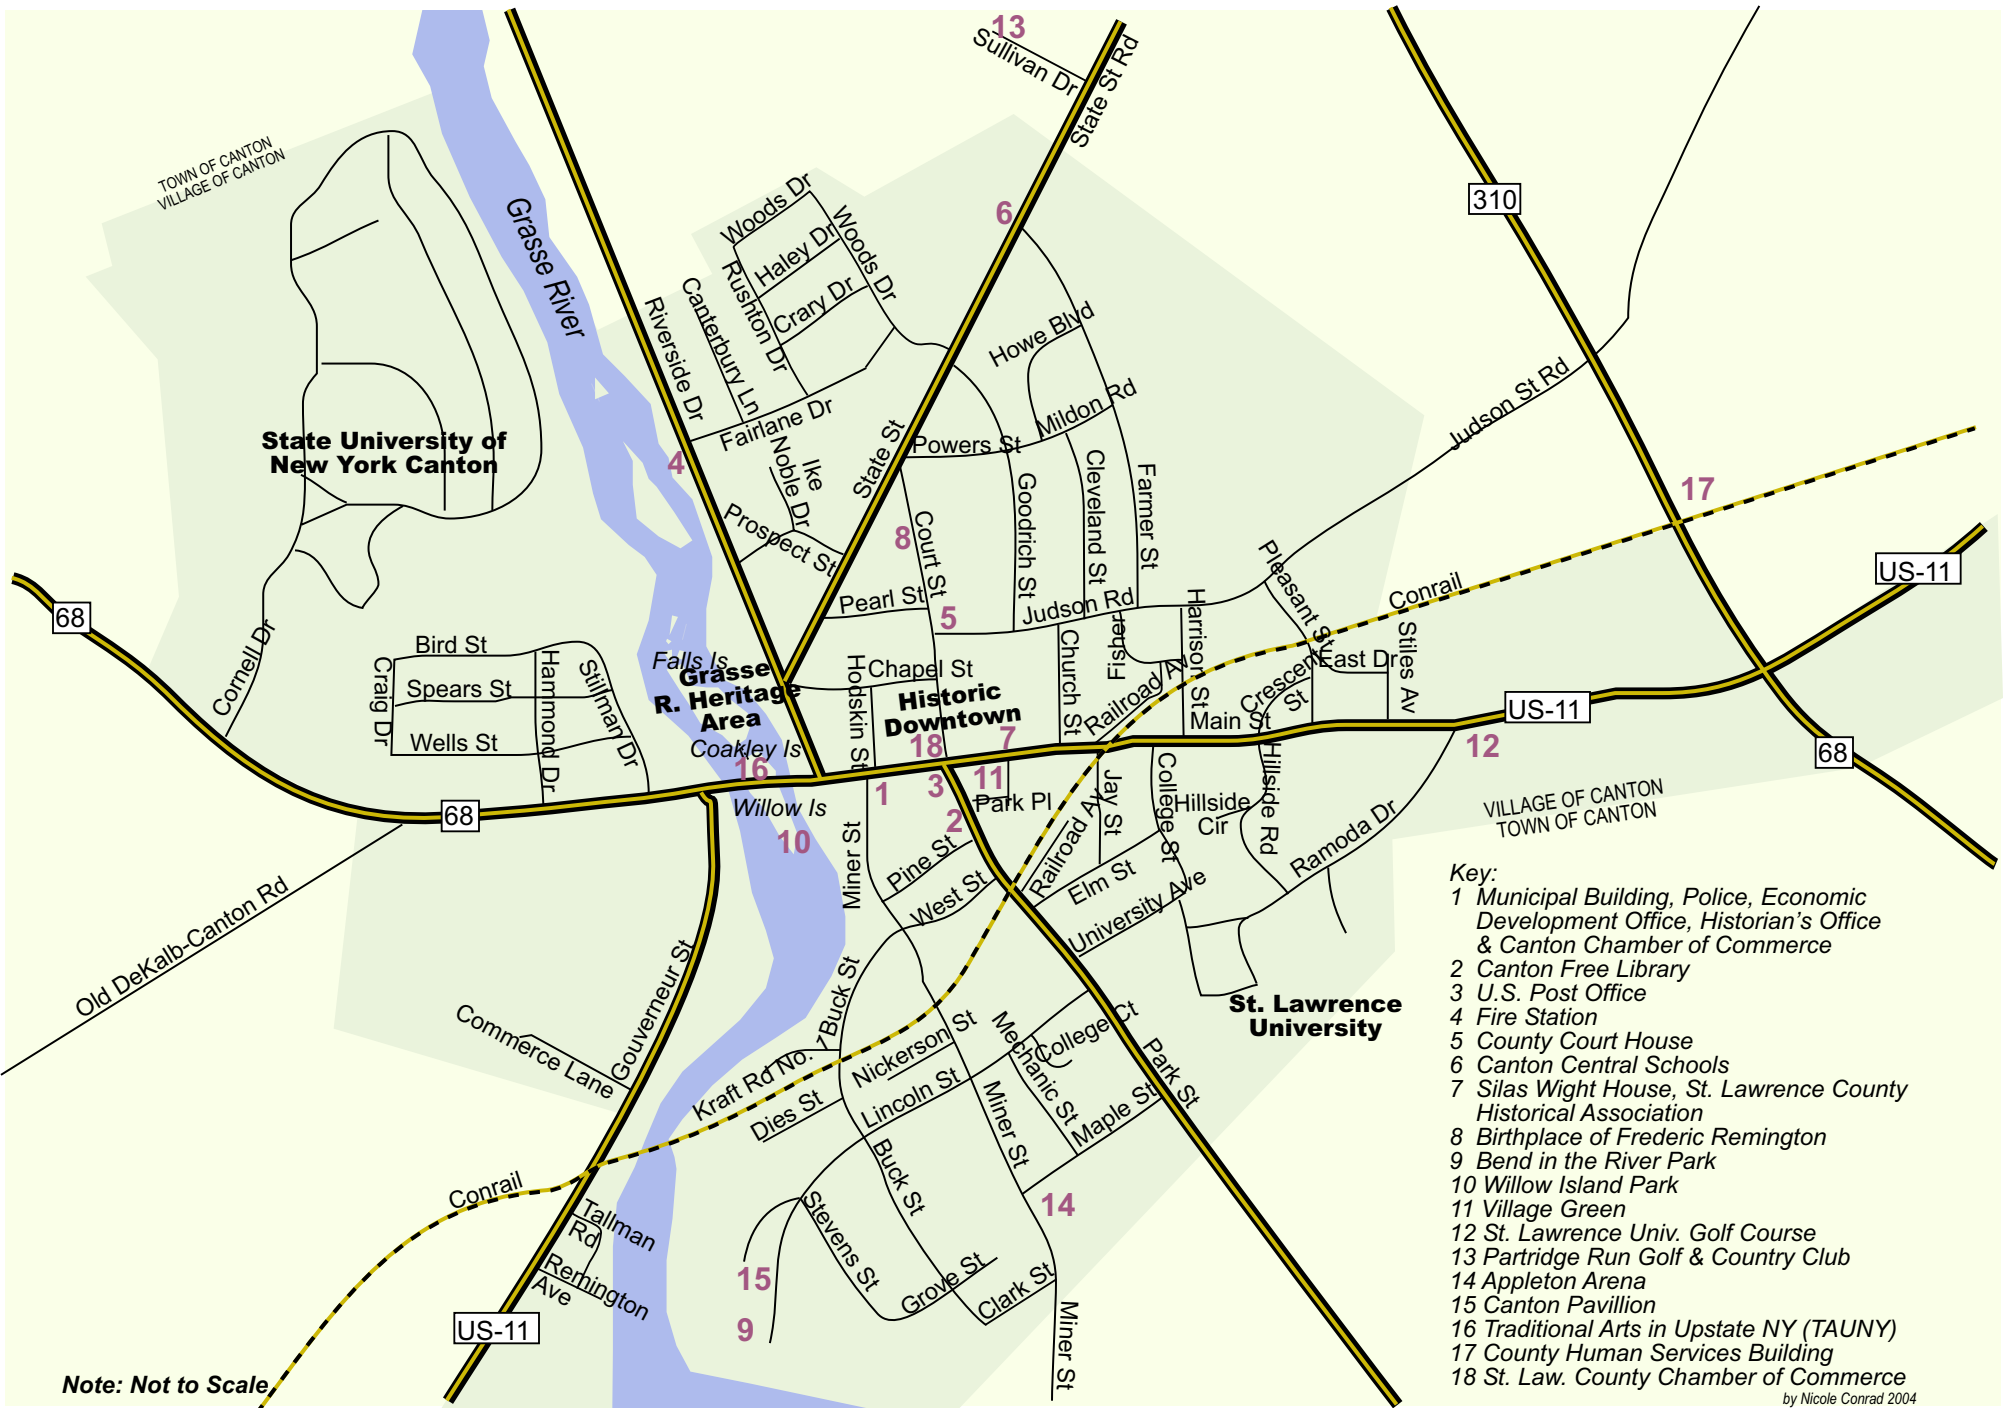 13
Sullivan Dr
State St Rd
TOWN OF CANTON
VILLAGE OF CANTON
Grasse River
310
6
Woods Dr
Woods Dr
Haley Dr
Rushton Dr
Crary Dr
Canterbury Ln
Riverside Dr
Fairlane Dr
Howe Blvd
Mildon Rd
Judson St Rd
State University of
New York Canton
4
Ike
Noble Dr
State St
Powers St
Cleveland St
Farmer St
Goodrich St
17
Prospect St
8
Court St
Pearl St
5
Judson Rd
Pleasant St
Conrail
US-11
68
Cornell Dr
Bird St
Craig Dr
Spears St
Hammond Dr
Stillman Dr
Wells St
Falls Is
Grasse
R. Heritage
Area
Coakley Is
16
Hodskin St
Chapel St
Historic
Downtown
18
7
Church St
Fisher
Harrison St
Railroad Av
Crescent
St
East Dr
Stiles Av
Main St
US-11
12
68
68
Willow Is
10
1
3
11
Park Pl
2
Miner St
Pine St
West St
Railroad Av
Jay St
College St
Hillside
Cir
Hillside Rd
Elm St
University Ave
Ramoda Dr
VILLAGE OF CANTON
TOWN OF CANTON
Old DeKalb-Canton Rd
Gouverneur St
Commerce Lane
Buck St
Kraft Rd No. 7
Nickerson St
Dies St
Lincoln St
Mechanic St
College Ct
Park St
Maple St
Miner St
St. Lawrence
University
Conrail
Tallman
Rd
Remington
Ave
US-11
Buck St
Stevens St
Grove St
Clark St
14
15
9
Miner St
Note: Not to Scale
Key:
1 Municipal Building, Police, Economic
Development Office, Historian's Office
& Canton Chamber of Commerce
2 Canton Free Library
3 U.S. Post Office
4 Fire Station
5 County Court House
6 Canton Central Schools
7 Silas Wight House, St. Lawrence County
Historical Association
8 Birthplace of Frederic Remington
9 Bend in the River Park
10 Willow Island Park
11 Village Green
12 St. Lawrence Univ. Golf Course
13 Partridge Run Golf & Country Club
14 Appleton Arena
15 Canton Pavillion
16 Traditional Arts in Upstate NY (TAUNY)
17 County Human Services Building
18 St. Law. County Chamber of Commerce
by Nicole Conrad 2004